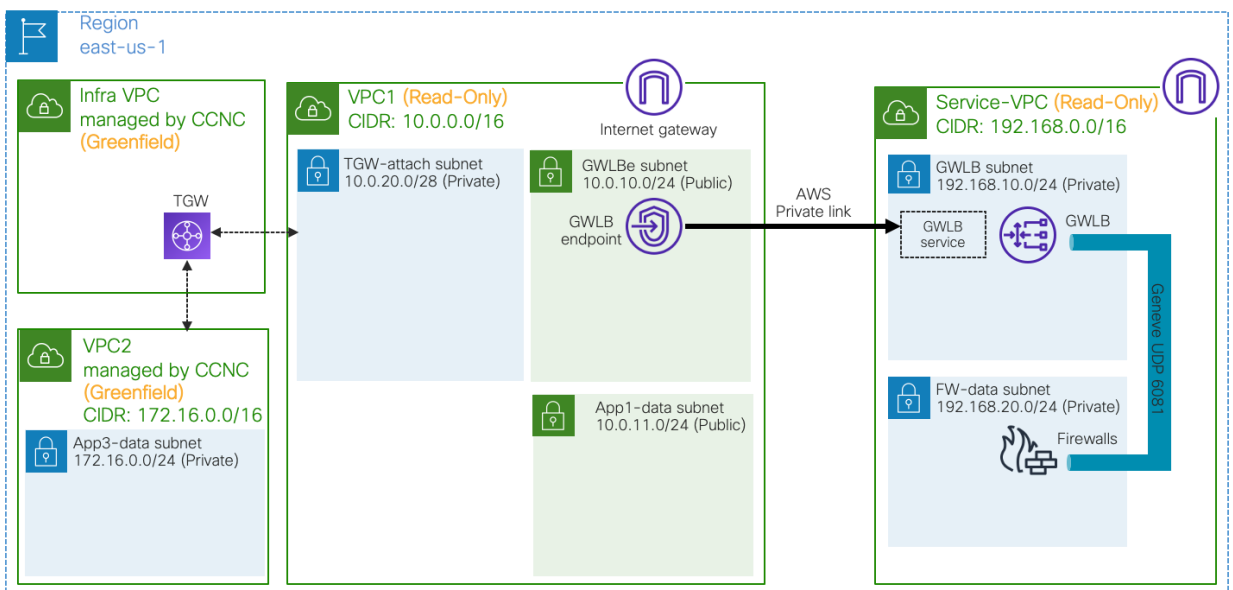 Region
east-us-1
Infra VPC
managed by CCNC
(Greenfield)
TGW
VPC2
managed by CCNC
(Greenfield)
CIDR: 172.16.0.0/16
App3-data subnet
172.16.0.0/24 (Private)
VPC1 (Read-Only)
CIDR: 10.0.0.0/16
Internet gateway
TGW-attach subnet
10.0.20.0/28 (Private)
GWLBe subnet
10.0.10.0/24 (Public)
GWLB
endpoint
App1-data subnet
10.0.11.0/24 (Public)
AWS
Private link
Service-VPC (Read-Only)
CIDR: 192.168.0.0/16
GWLB subnet
192.168.10.0/24 (Private)
GWLB
service
GWLB
Geneve UDP 6081
FW-data subnet
192.168.20.0/24 (Private)
Firewalls